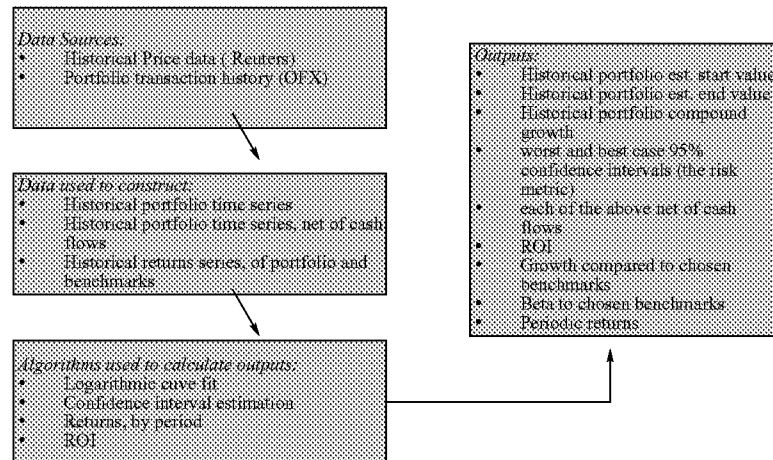 Data Sources:
• Historical Price data ( Reuters)
• Portfolio transaction history (OFX)
Data used to construct:
• Historical portfolio time series
• Historical portfolio time series, net of cash
flows
• Historical returns series, of portfolio and
benchmarks
Algorithms used to calculate outputs:
• Logarithmic cuve fit
• Confidence interval estimation
• Returns, by period
• ROI
Outputs:
• Historical portfolio est. start value
• Historical portfolio est. end value
• Historical portfolio compound
growth
• worst and best case 95%
confidence intervals (the risk
metric)
• each of the above net of cash
flows
• ROI
• Growth compared to chosen
benchmarks
• Beta to chosen benchmarks
• Periodic returns